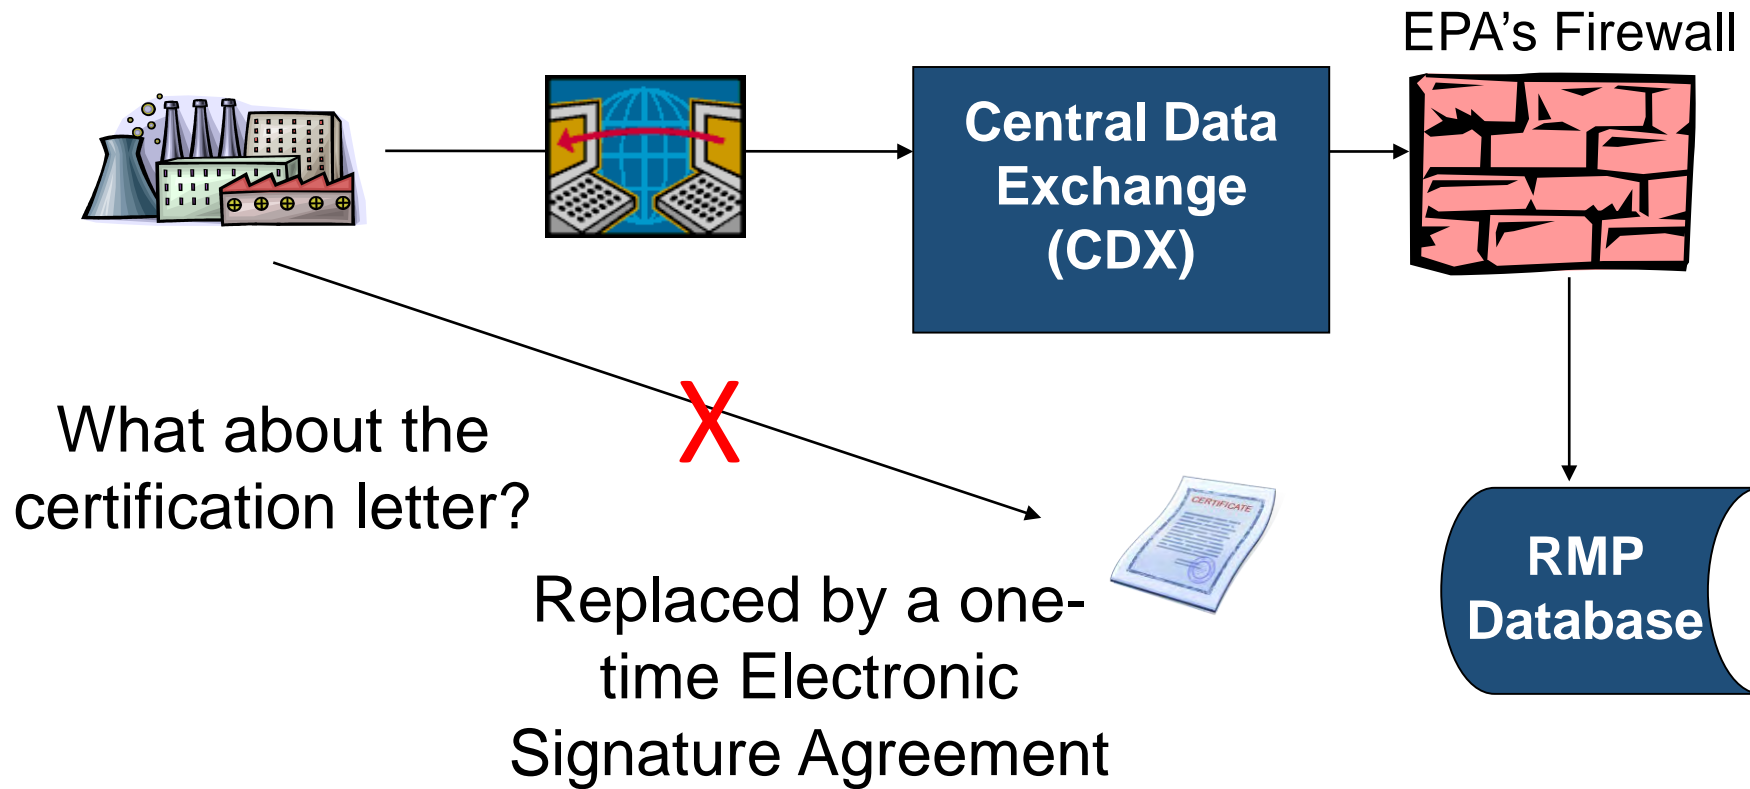 EPA's Firewall
Central Data
Exchange
(CDX)
What about the
certification letter?
CERTIFICATE
RMP
Database
Replaced by a one-
time Electronic
Signature Agreement